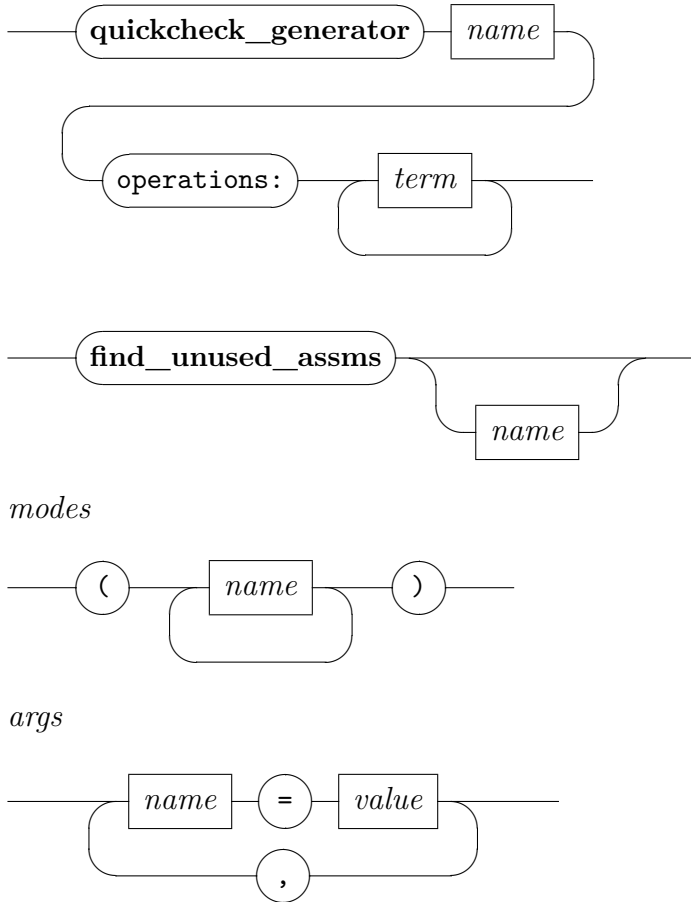 quickcheck_generator name
operations: term
find_unused_assms
name
modes
( name )
args
name = value
,